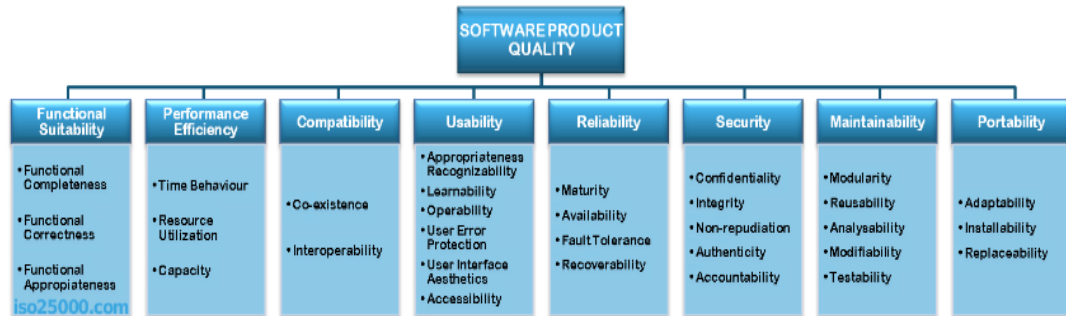 SOFTWARE PRODUCT
QUALITY
Functional
Suitability
• Functional
Completeness
• Functional
Correctness
• Functional
Appropiateness
Performance
Efficiency
• Time Behaviour
• Resource
Utilization
• Capacity
Compatibility
• Co-existence
• Interoperability
Usability
• Appropriateness
Recognizability
• Learnability
• Operability
• User Error
Protection
• User Interface
Aesthetics
• Accessibility
Reliability
• Maturity
• Availability
• Fault Tolerance
• Recoverability
Security
• Confidentiality
• Integrity
• Non-repudiation
• Authenticity
• Accountability
Maintainability
• Modularity
• Reusability
• Analysability
• Modifiability
• Testability
Portability
• Adaptability
• Installability
• Replaceability
iso25000.com